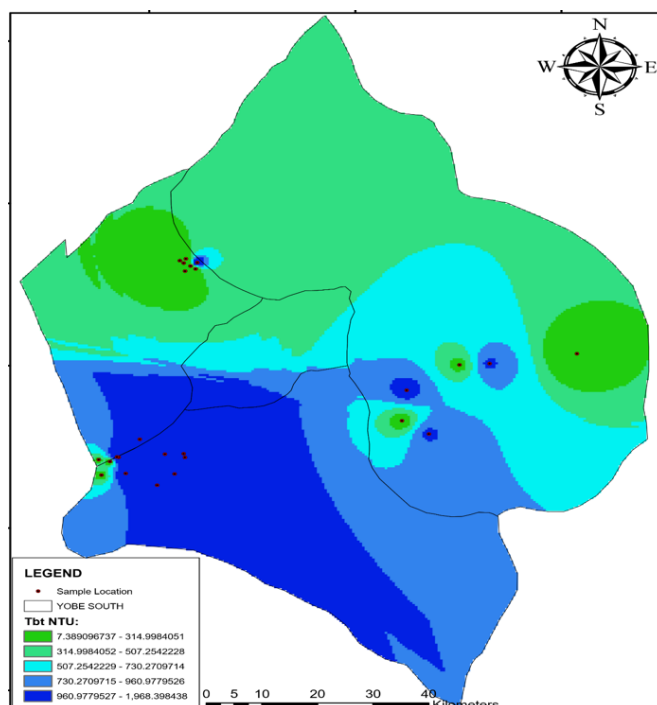 N
W E
S
LEGEND
Sample Location
YOBE SOUTH
Tbt NTU:
7.389096737 - 314.9984051
314.9984052 - 507.2542228
507.2542229 - 730.2709714
730.2709715 - 960.9779526
960.9779527 - 1,968.398438
0 5 10 20 30 40
Kilometers